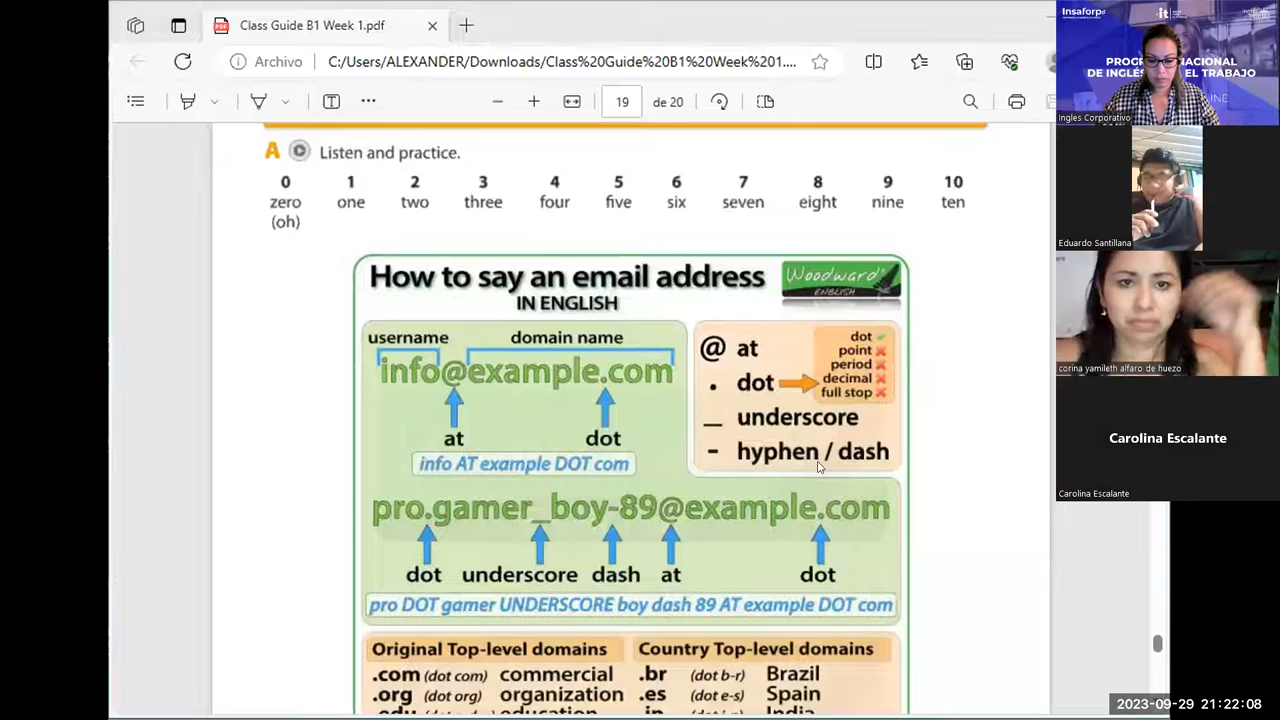 Class Guide B1 Week 1.pdf
Archivo C:/Users/ALEXANDER/Downloads/Class%20Guide%20B1%20Week%201....
19 de 20
A Listen and practice.
0 1 2 3 4 5 6 7 8 9 10
zero one two three four five six seven eight nine ten
(oh)
How to say an email address
IN ENGLISH
Woodward
ENGLISH
username domain name
info@example.com
at dot
info AT example DOT com
@ at
. dot
_ underscore
- hyphen / dash
dot
point
period
decimal
full stop
pro.gamer_boy-89@example.com
dot underscore dash at dot
pro DOT gamer UNDERSCORE boy dash 89 AT example DOT com
Original Top-level domains
.com (dot com) commercial
.org (dot org) organization
Country Top-level domains
.br (dot b-r) Brazil
.es (dot e-s) Spain
Insaforp
DE INGLÉS EL TRABAJO
Ingles Corporativo
Eduardo Santillana
corina yamileth alfaro de huezo
Carolina Escalante
Carolina Escalante
2023-09-29 21:22:08